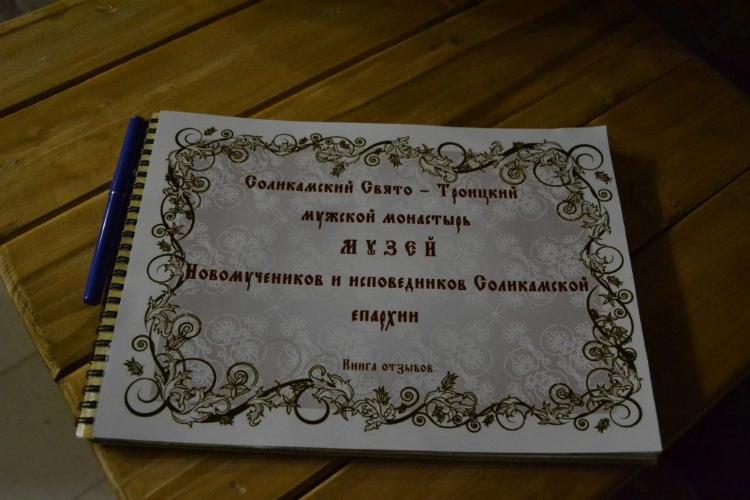 Соликамский Свято – Троицкий
мужской монастырь
МУЗЕЙ
Новомучеников и исповедников Соликамской
епархии
Книга отзывов